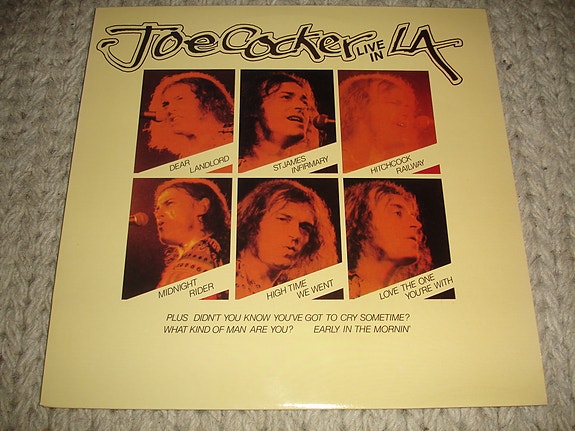 Joe Cocker LIVE IN LA
DEAR
LANDLORD
ST JAMES
INFIRMARY
HITCHCOCK
RAILWAY
MIDNIGHT
RIDER
HIGH TIME
WE WENT
LOVE THE ONE
YOU'RE WITH
PLUS DIDN'T YOU KNOW YOU'VE GOT TO CRY SOMETIME?
WHAT KIND OF MAN ARE YOU? EARLY IN THE MORNIN'